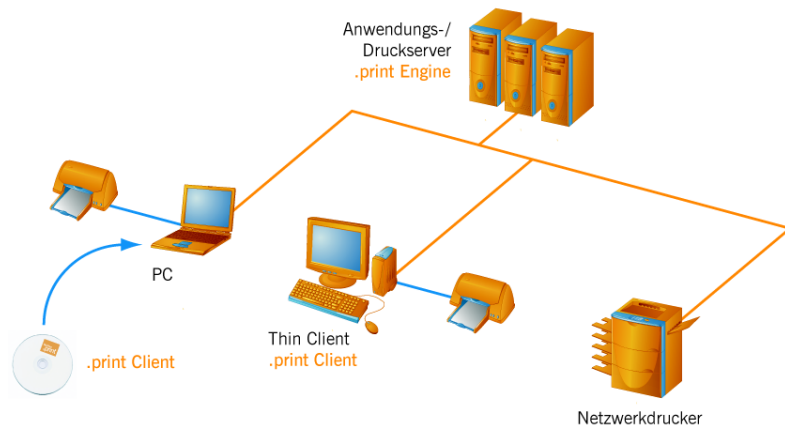 Anwendungs-/
Druckserver
.print Engine
PC
.print Client
Thin Client
.print Client
Netzwerkdrucker